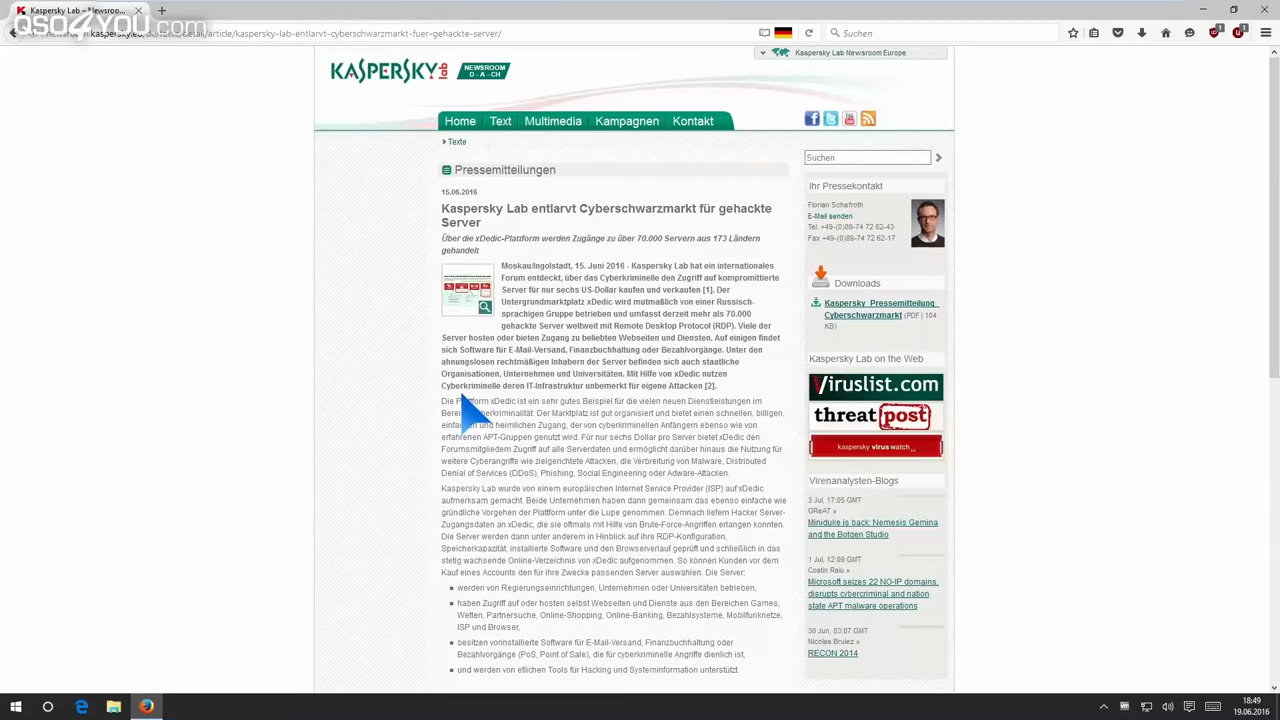 Kaspersky Lab – Newsroom...
QSO4YOU.com
article/kaspersky-lab-entlarvt-cyberschwarzmarkt-fuer-gehackte-server/
Suchen
1
1
Kaspersky Lab Newsroom Europe
KASPERSKY lab
NEWSROOM
D - A - CH
Home Text Multimedia Kampagnen Kontakt
Texte
Pressemitteilungen
15.06.2016
Kaspersky Lab entlarvt Cyberschwarzmarkt für gehackte
Server
Über die xDedic-Plattform werden Zugänge zu über 70.000 Servern aus 173 Ländern
gehandelt
Moskau/Ingolstadt, 15. Juni 2016 - Kaspersky Lab hat ein internationales
Forum entdeckt, über das Cyberkriminelle den Zugriff auf kompromittierte
Server für nur sechs US-Dollar kaufen und verkaufen [1]. Der
Untergrundmarktplatz xDedic wird mutmaßlich von einer Russisch-
sprachigen Gruppe betrieben und umfasst derzeit mehr als 70.000
gehackte Server weltweit mit Remote Desktop Protocol (RDP). Viele der
Server hosten oder bieten Zugang zu beliebten Webseiten und Diensten. Auf einigen findet
sich Software für E-Mail-Versand, Finanzbuchhaltung oder Bezahlvorgänge. Unter den
ahnungslosen rechtmäßigen Inhabern der Server befinden sich auch staatliche
Organisationen, Unternehmen und Universitäten. Mit Hilfe von xDedic nutzen
Cyberkriminelle deren IT-Infrastruktur unbemerkt für eigene Attacken [2].
Die Plattform xDedic ist ein sehr gutes Beispiel für die vielen neuen Dienstleistungen im
Bereich Cyberkriminalität. Der Marktplatz ist gut organisiert und bietet einen schnellen, billigen,
einfachen und heimlichen Zugang, der von cyberkriminellen Anfängern ebenso wie von
erfahrenen APT-Gruppen genutzt wird. Für nur sechs Dollar pro Server bietet xDedic den
Forumsmitgliedern Zugriff auf alle Serverdaten und ermöglicht darüber hinaus die Nutzung für
weitere Cyberangriffe wie zielgerichtete Attacken, die Verbreitung von Malware, Distributed
Denial of Services (DDoS), Phishing, Social Engineering oder Adware-Attacken.
Kaspersky Lab wurde von einem europäischen Internet Service Provider (ISP) auf xDedic
aufmerksam gemacht. Beide Unternehmen haben dann gemeinsam das ebenso einfache wie
gründliche Vorgehen der Plattform unter die Lupe genommen. Demnach liefern Hacker Server-
Zugangsdaten an xDedic, die sie oftmals mit Hilfe von Brute-Force-Angriffen erlangen konnten.
Die Server werden dann unter anderem in Hinblick auf ihre RDP-Konfiguration,
Speicherkapazität, installierte Software und den Browserverlauf geprüft und schließlich in das
stetig wachsende Online-Verzeichnis von xDedic aufgenommen. So können Kunden vor dem
Kauf eines Accounts den für ihre Zwecke passenden Server auswählen. Die Server:
werden von Regierungseinrichtungen, Unternehmen oder Universitäten betrieben,
haben Zugriff auf oder hosten selbst Webseiten und Dienste aus den Bereichen Games,
Wetten, Partnersuche, Online-Shopping, Online-Banking, Bezahlsysteme, Mobilfunknetze,
ISP und Browser,
besitzen vorinstallierte Software für E-Mail-Versand, Finanzbuchhaltung oder
Bezahlvorgänge (PoS, Point of Sale), die für cyberkriminelle Angriffe dienlich ist,
und werden von etlichen Tools für Hacking und Systeminformation unterstützt.
Suchen
Ihr Pressekontakt
Florian Schafroth
E-Mail senden
Tel. +49-(0)89-74 72 62-43
Fax +49-(0)89-74 72 62-17
Downloads
Kaspersky_Pressemitteilung_
Cyberschwarzmarkt (PDF | 104
KB)
Kaspersky Lab on the Web
Viruslist.com
threatpost
kaspersky virus watch
Virenanalysten-Blogs
3 Jul, 17:05 GMT
GReAT »
Miniduke is back: Nemesis Gemina
and the Botgen Studio
1 Jul, 12:09 GMT
Costin Raiu »
Microsoft seizes 22 NO-IP domains,
disrupts cybercriminal and nation
state APT malware operations
30 Jun, 03:07 GMT
Nicolas Brulez »
RECON 2014
18:49
19.06.2016